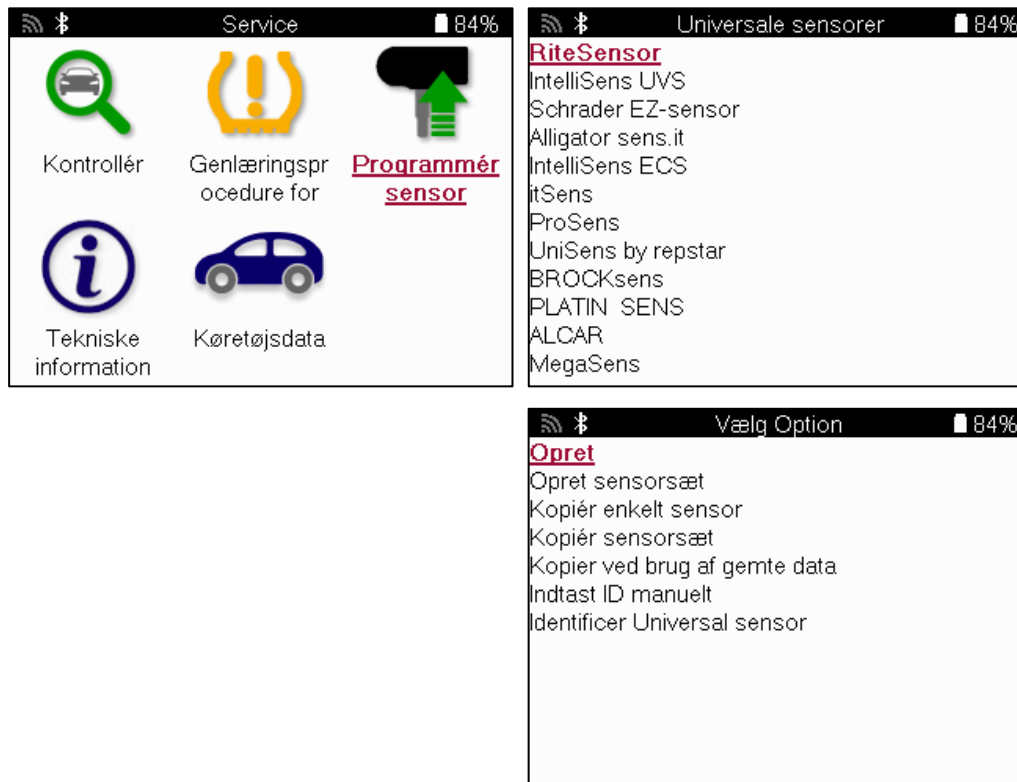 Service 84%
Kontrollér
Genlæringspr
ocedure for
Programmér
sensor
Tekniske
information
Køretøjsdata
Universale sensorer 84%
RiteSensor
IntelliSens UVS
Schrader EZ-sensor
Alligator sens.it
IntelliSens ECS
itSens
ProSens
UniSens by repstar
BROCKsens
PLATIN SENS
ALCAR
MegaSens
Vælg Option 84%
Opret
Opret sensorsæt
Kopiér enkelt sensor
Kopiér sensorsæt
Kopier ved brug af gemte data
Indtast ID manuelt
Identificer Universal sensor